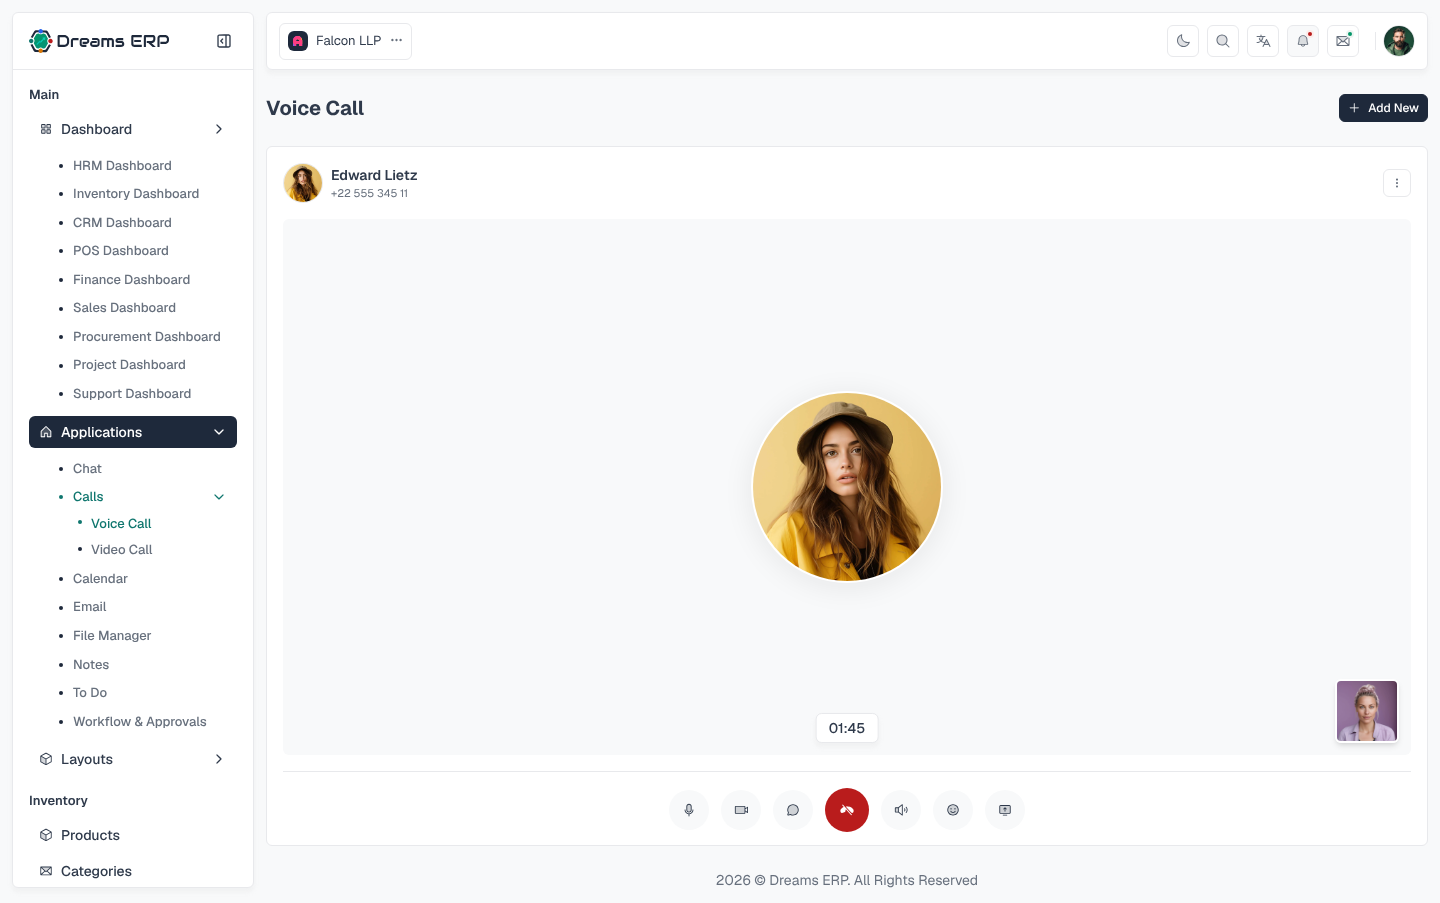 Dreams ERP
Main
Dashboard
HRM Dashboard
Inventory Dashboard
CRM Dashboard
POS Dashboard
Finance Dashboard
Sales Dashboard
Procurement Dashboard
Project Dashboard
Support Dashboard
Applications
Chat
Calls
Voice Call
Video Call
Calendar
Email
File Manager
Notes
To Do
Workflow & Approvals
Layouts
Inventory
Products
Categories
Falcon LLP
Voice Call
Add New
Edward Lietz
+22 555 345 11
01:45
2026 © Dreams ERP. All Rights Reserved